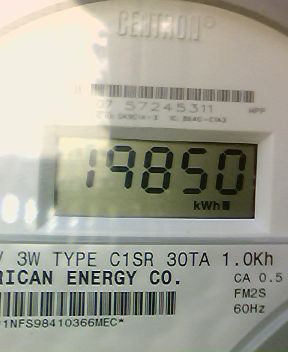 CENTRON
57245311
19850
kWh
3W TYPE C1SR 30TA 1.0Kh
RICAN ENERGY CO. CA 0.5
FM2S
60Hz
1NFS98410366MEC*